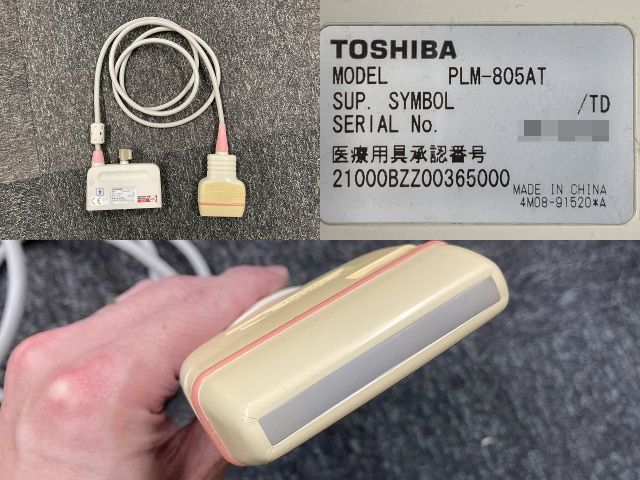 TOSHIBA
MODEL PLM-805AT
SUP. SYMBOL /TD
SERIAL No.
医療用具承認番号
21000BZZ00365000
MADE IN CHINA
4M08-91520*A